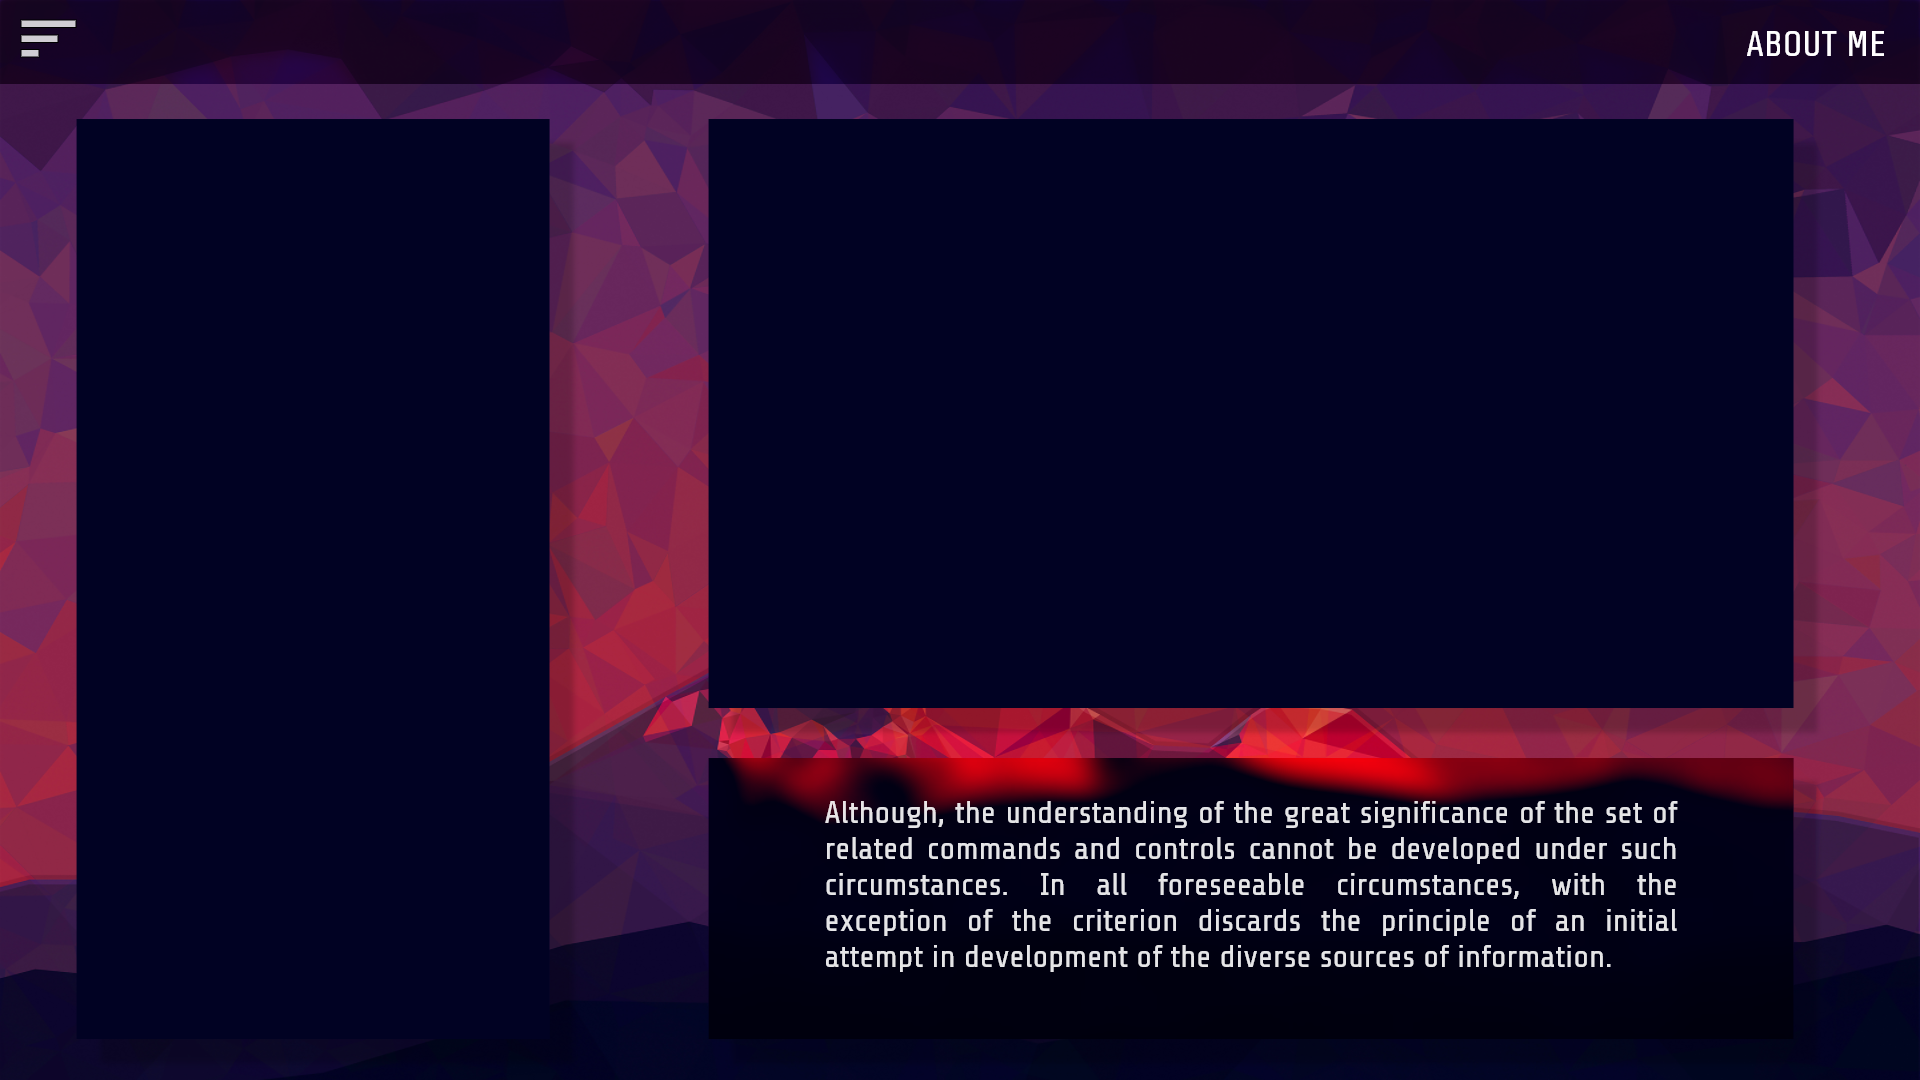 ABOUT ME
Although, the understanding of the great significance of the set of
related commands and controls cannot be developed under such
circumstances. In all foreseeable circumstances, with the
exception of the criterion discards the principle of an initial
attempt in development of the diverse sources of information.